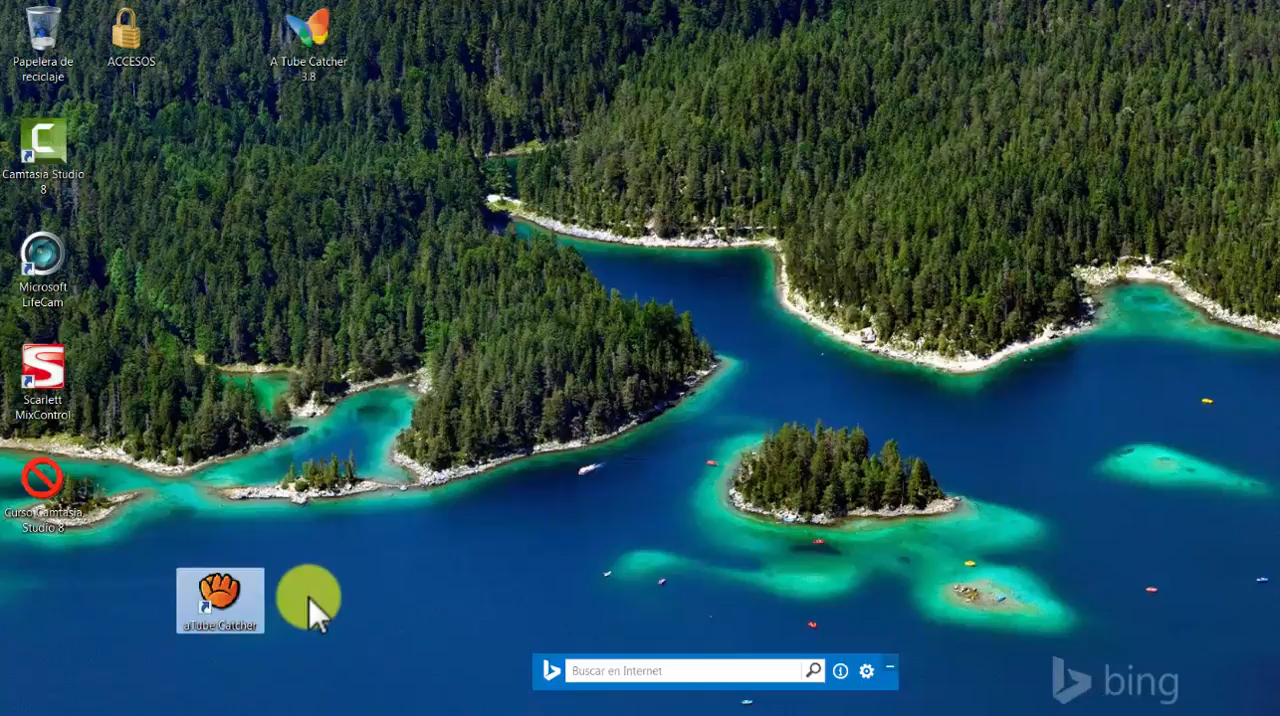 Papelera de
reciclaje
ACCESOS
A Tube Catcher
3.8
Camtasia Studio
8
Microsoft
LifeCam
Scarlett
MixControl
Curso Camtasia
Studio 8
aTube Catcher
Buscar en Internet
bing